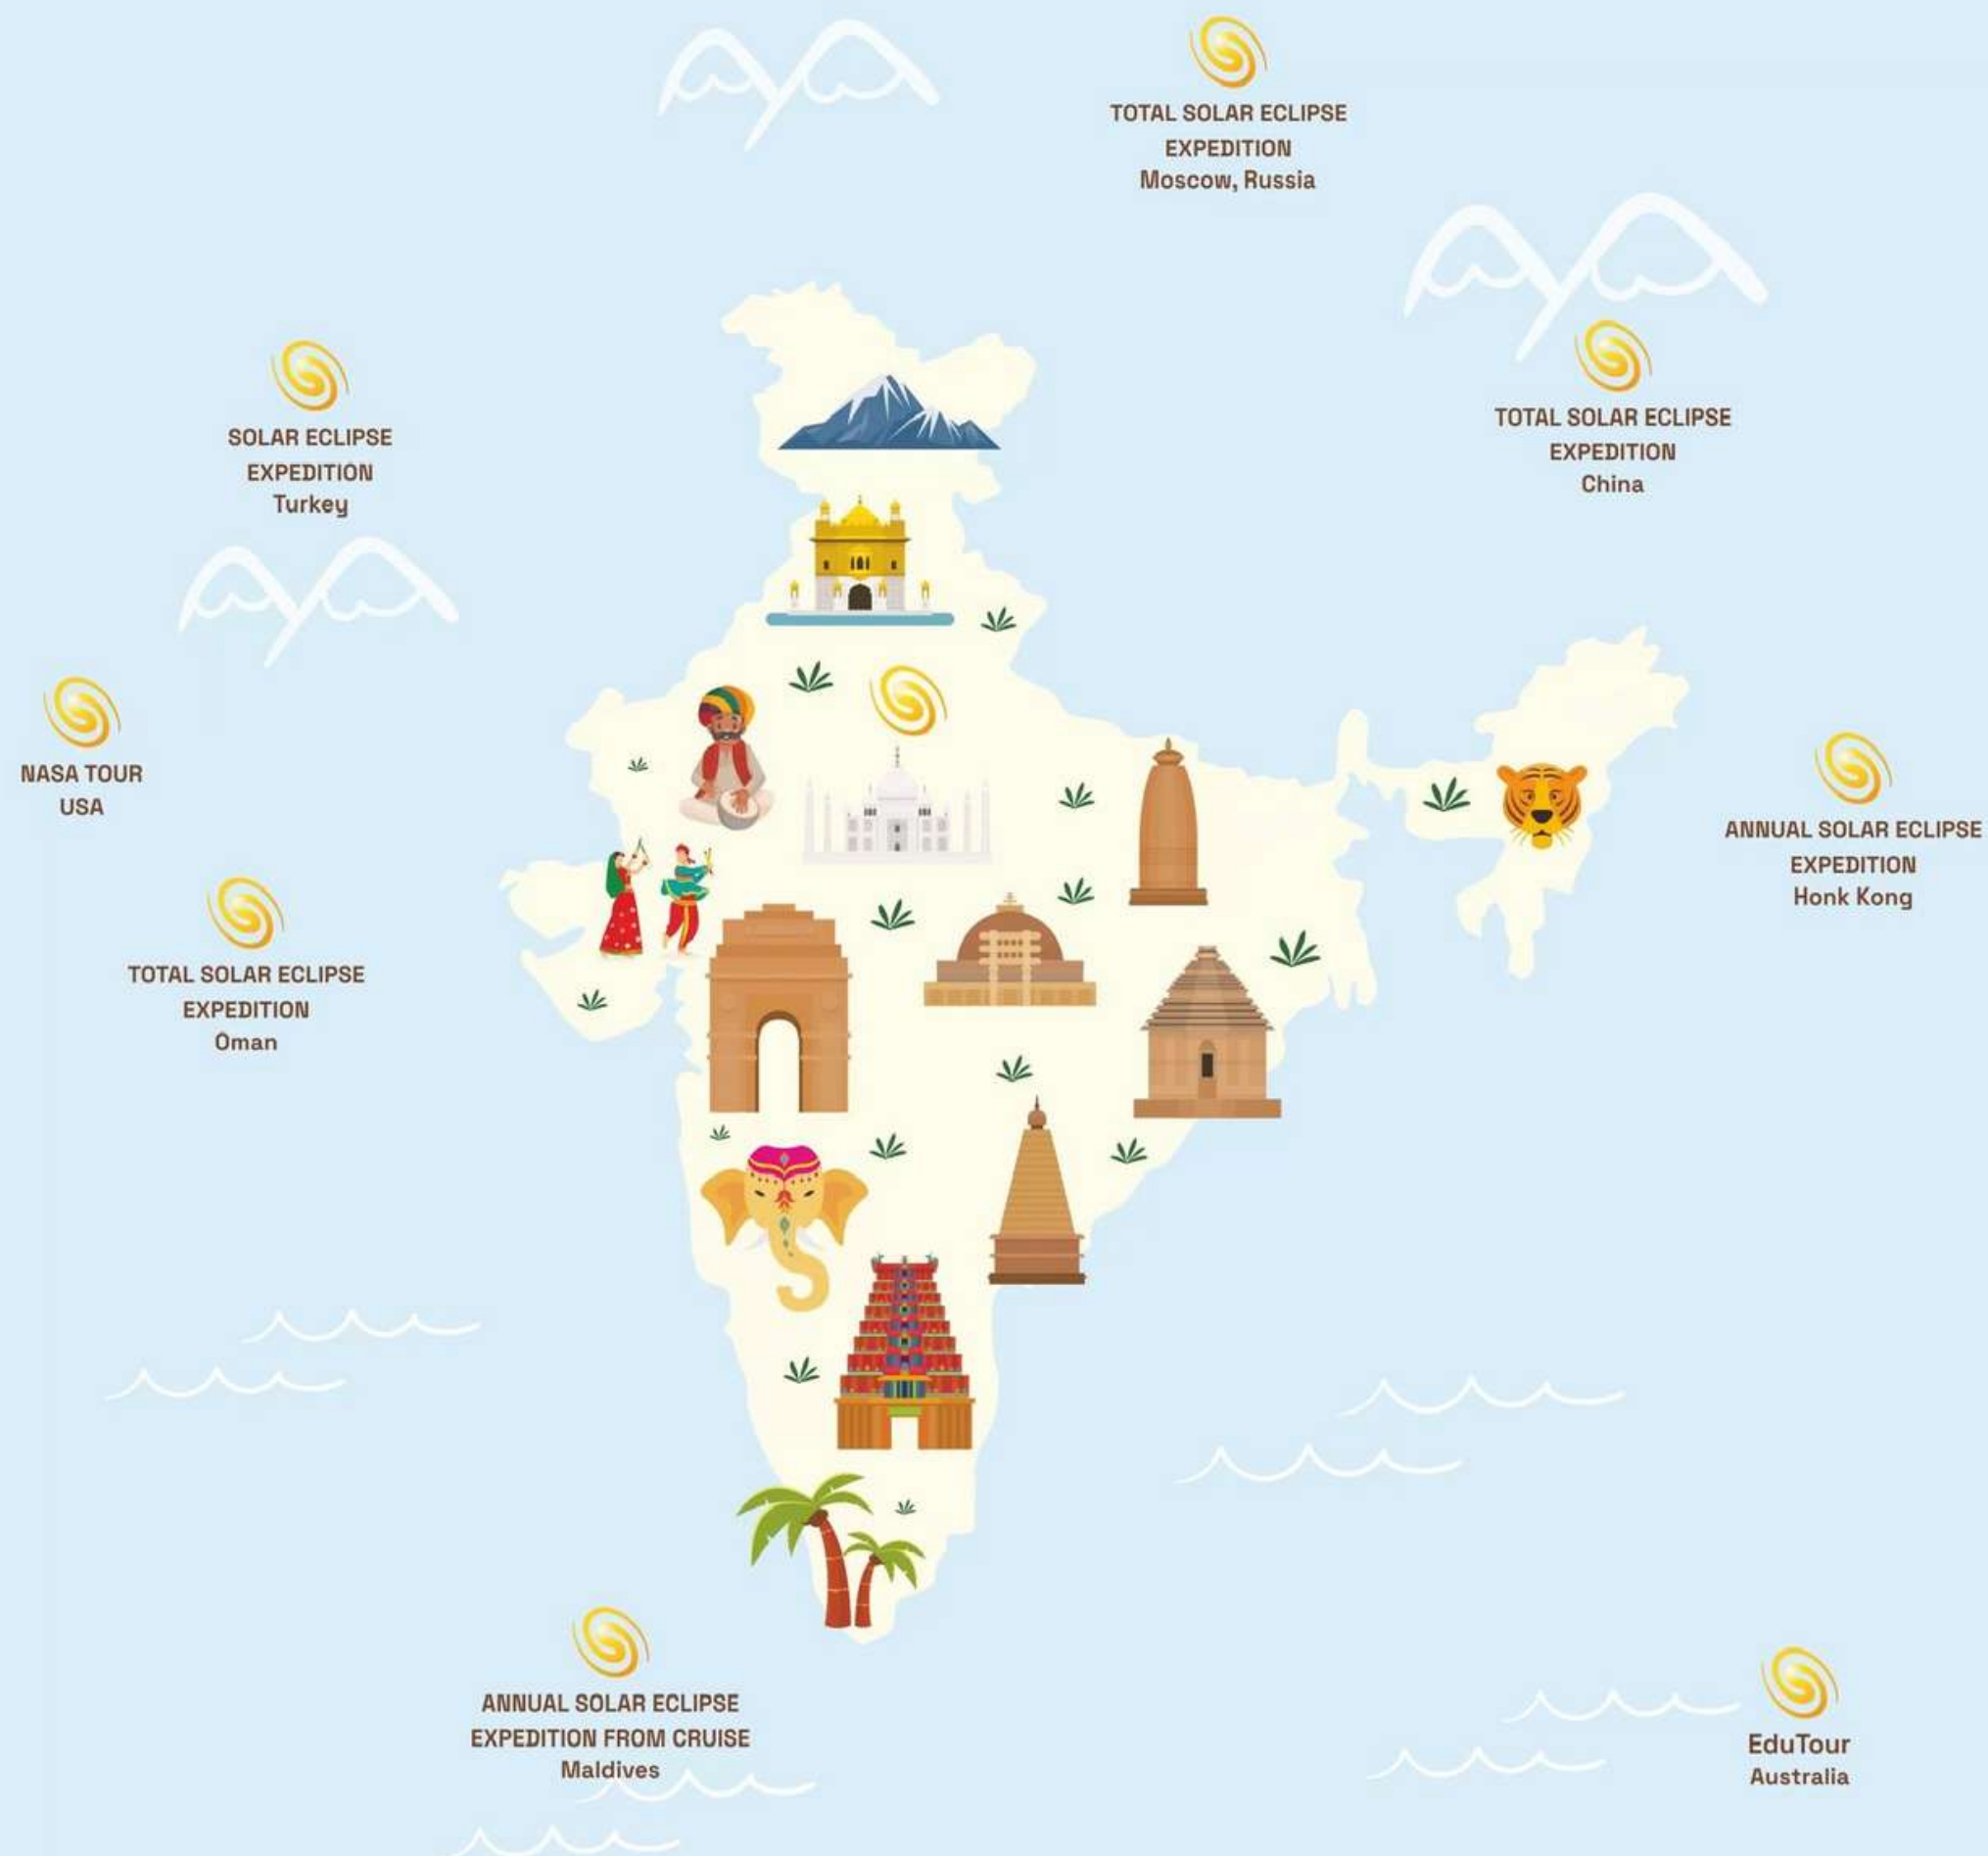 TOTAL SOLAR ECLIPSE
EXPEDITION
Moscow, Russia
SOLAR ECLIPSE
EXPEDITION
Turkey
TOTAL SOLAR ECLIPSE
EXPEDITION
China
NASA TOUR
USA
ANNUAL SOLAR ECLIPSE
EXPEDITION
Honk Kong
TOTAL SOLAR ECLIPSE
EXPEDITION
Oman
ANNUAL SOLAR ECLIPSE
EXPEDITION FROM CRUISE
Maldives
EduTour
Australia